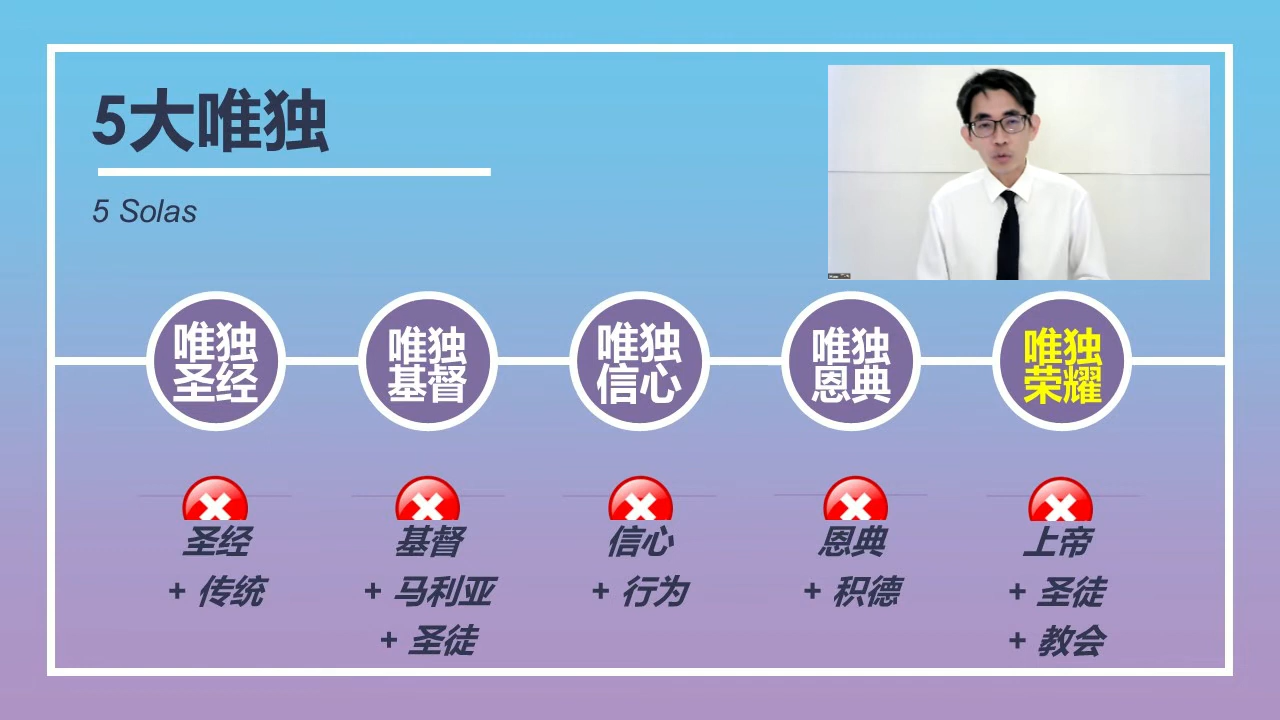 5大唯独
5 Solas
唯独
圣经
唯独
基督
唯独
信心
唯独
恩典
唯独
荣耀
圣经
+ 传统
基督
+ 马利亚
+ 圣徒
信心
+ 行为
恩典
+ 积德
上帝
+ 圣徒
+ 教会